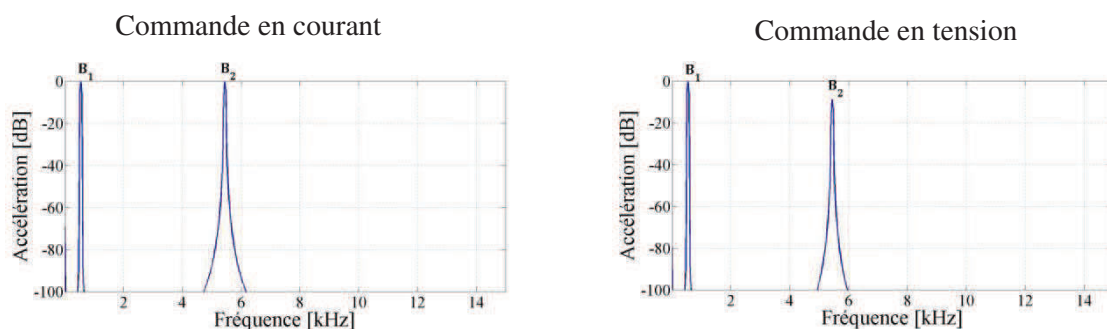 Commande en courant
Commande en tension
B1
B2
0
-20
-40
-60
-80
-100
Accélération [dB]
2
4
6
8
10
12
14
Fréquence [kHz]
B1
B2
0
-20
-40
-60
-80
-100
Accélération [dB]
2
4
6
8
10
12
14
Fréquence [kHz]